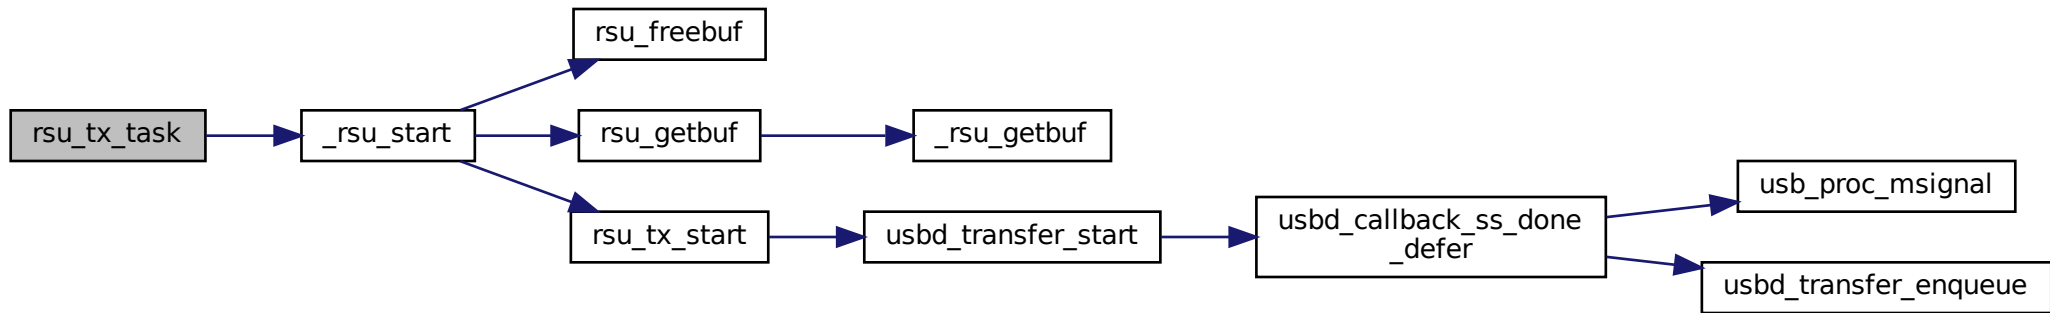 rsu_freebuf
rsu_tx_task
_rsu_start
rsu_getbuf
_rsu_getbuf
usb_proc_msignal
rsu_tx_start
usbd_transfer_start
usbd_callback_ss_done
_defer
usbd_transfer_enqueue